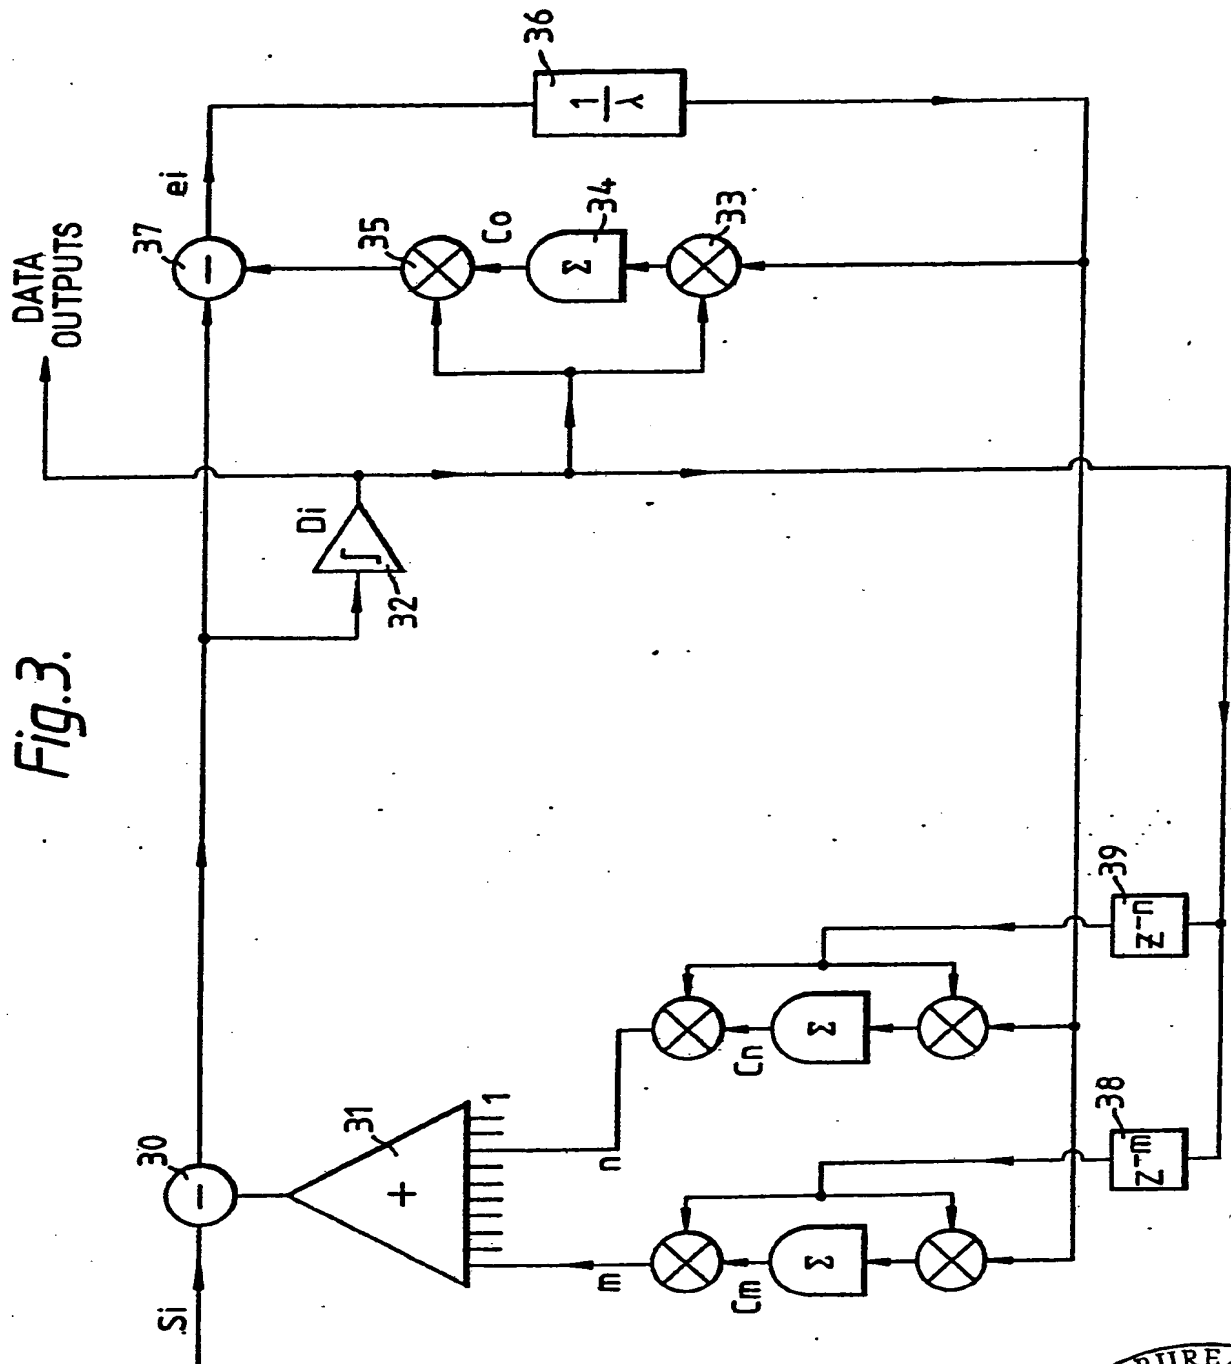 Fig.3.
DATA
OUTPUTS
Si
30
−
31
+
1
n
m
Di
∫
32
37
−
ei
35
Co
34
Σ
33
36
1
λ
Cn
Σ
Cm
Σ
39
Z⁻ⁿ
38
Z⁻ᵐ